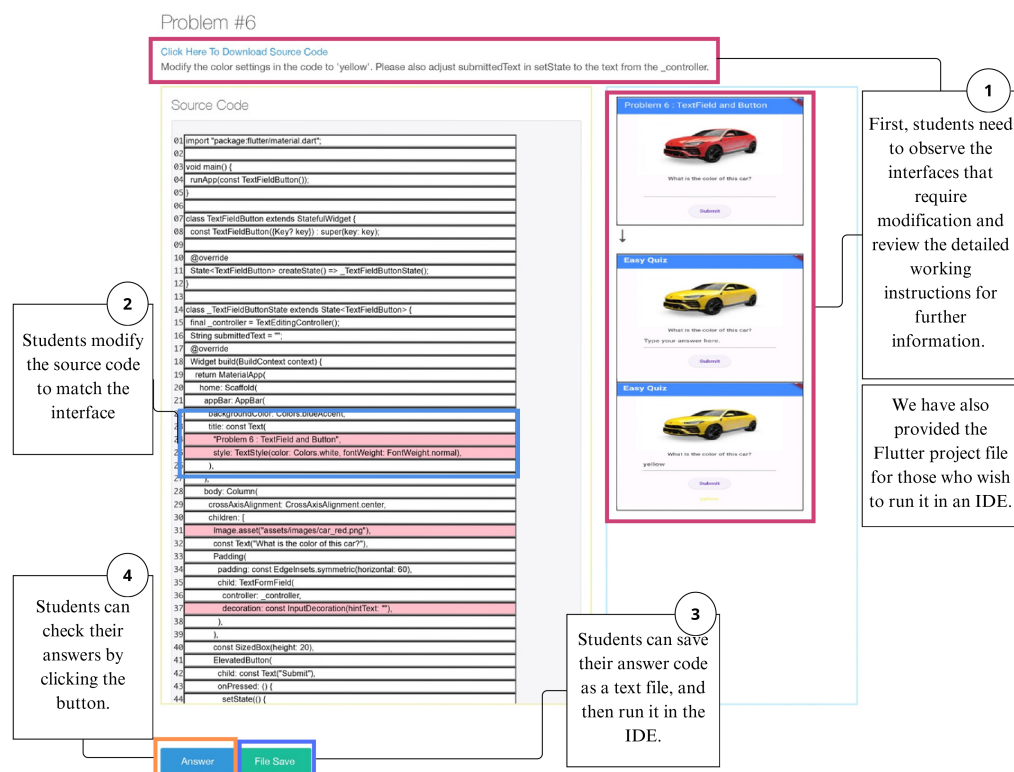 Problem #6
Click Here To Download Source Code
Modify the color settings in the code to 'yellow'. Please also adjust submittedText in setState to the text from the _controller.
Source Code
01 import "package:flutter/material.dart";
02
03 void main() {
04 runApp(const TextFieldButton());
05 }
06
07 class TextFieldButton extends StatefulWidget {
08 const TextFieldButton({Key? key}) : super(key: key);
09
10 @override
11 State<TextFieldButton> createState() => _TextFieldButtonState();
12 }
13
14 class _TextFieldButtonState extends State<TextFieldButton> {
15 final _controller = TextEditingController();
16 String submittedText = "";
17 @override
18 Widget build(BuildContext context) {
19 return MaterialApp(
20 home: Scaffold(
21 appBar: AppBar(
backgroundColor: Colors.blueAccent,
title: const Text(
"Problem 6 : TextField and Button",
style: TextStyle(color: Colors.white, fontWeight: FontWeight.normal),
),
27 ),
28 body: Column(
29 crossAxisAlignment: CrossAxisAlignment.center,
30 children: [
31 Image.asset("assets/images/car_red.png"),
32 const Text("What is the color of this car?"),
33 Padding(
34 padding: const EdgeInsets.symmetric(horizontal: 60),
35 child: TextFormField(
36 controller: _controller,
37 decoration: const InputDecoration(hintText: ""),
38 ),
39 ),
40 const SizedBox(height: 20),
41 ElevatedButton(
42 child: const Text("Submit"),
43 onPressed: () {
44 setState(() {
Answer
File Save
Problem 6 : TextField and Button
What is the color of this car?
Submit
↓
Easy Quiz
What is the color of this car?
Type your answer here.
Submit
Easy Quiz
What is the color of this car?
yellow
Submit
yellow
1
First, students need
to observe the
interfaces that
require
modification and
review the detailed
working
instructions for
further
information.
We have also
provided the
Flutter project file
for those who wish
to run it in an IDE.
2
Students modify
the source code
to match the
interface
3
Students can save
their answer code
as a text file, and
then run it in the
IDE.
4
Students can
check their
answers by
clicking the
button.